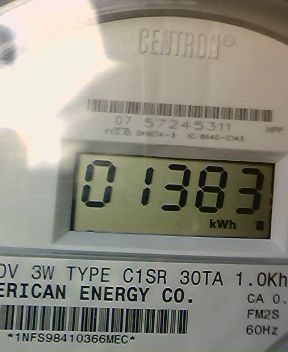 CENTRON®
07 57245311 HPP
01383
kWh
0V 3W TYPE C1SR 30TA 1.0Kh
ERICAN ENERGY CO.
CA 0.
FM2S
60Hz
*1NFS98410366MEC*